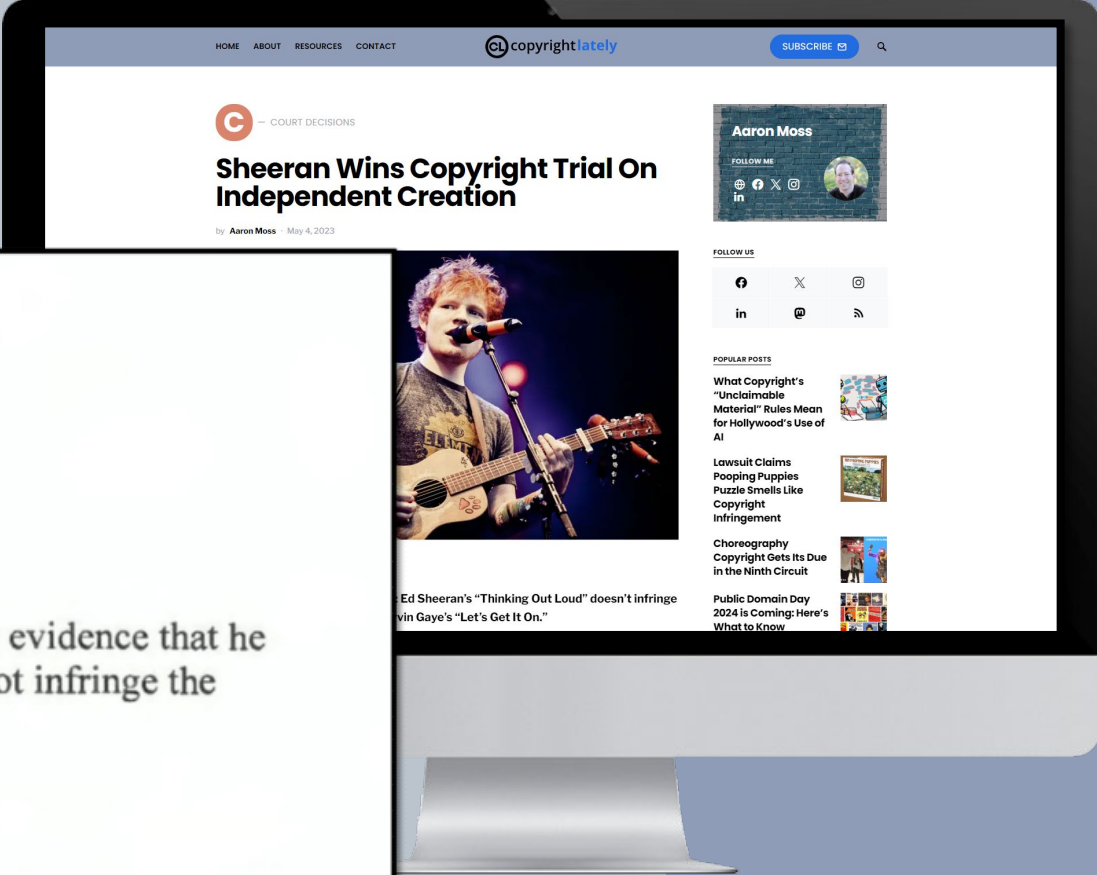 HOME ABOUT RESOURCES CONTACT
CL copyrightlately
SUBSCRIBE
C — COURT DECISIONS
Sheeran Wins Copyright Trial On
Independent Creation
by Aaron Moss · May 4, 2023
ELEME
: Ed Sheeran’s “Thinking Out Loud” doesn’t infringe
vin Gaye’s “Let’s Get It On.”
Aaron Moss
FOLLOW ME
FOLLOW US
POPULAR POSTS
What Copyright’s
“Unclaimable
Material” Rules Mean
for Hollywood’s Use of
AI
Lawsuit Claims
Pooping Puppies
Puzzle Smells Like
Copyright
Infringement
Choreography
Copyright Gets Its Due
in the Ninth Circuit
Public Domain Day
2024 is Coming: Here’s
What to Know
evidence that he
ot infringe the